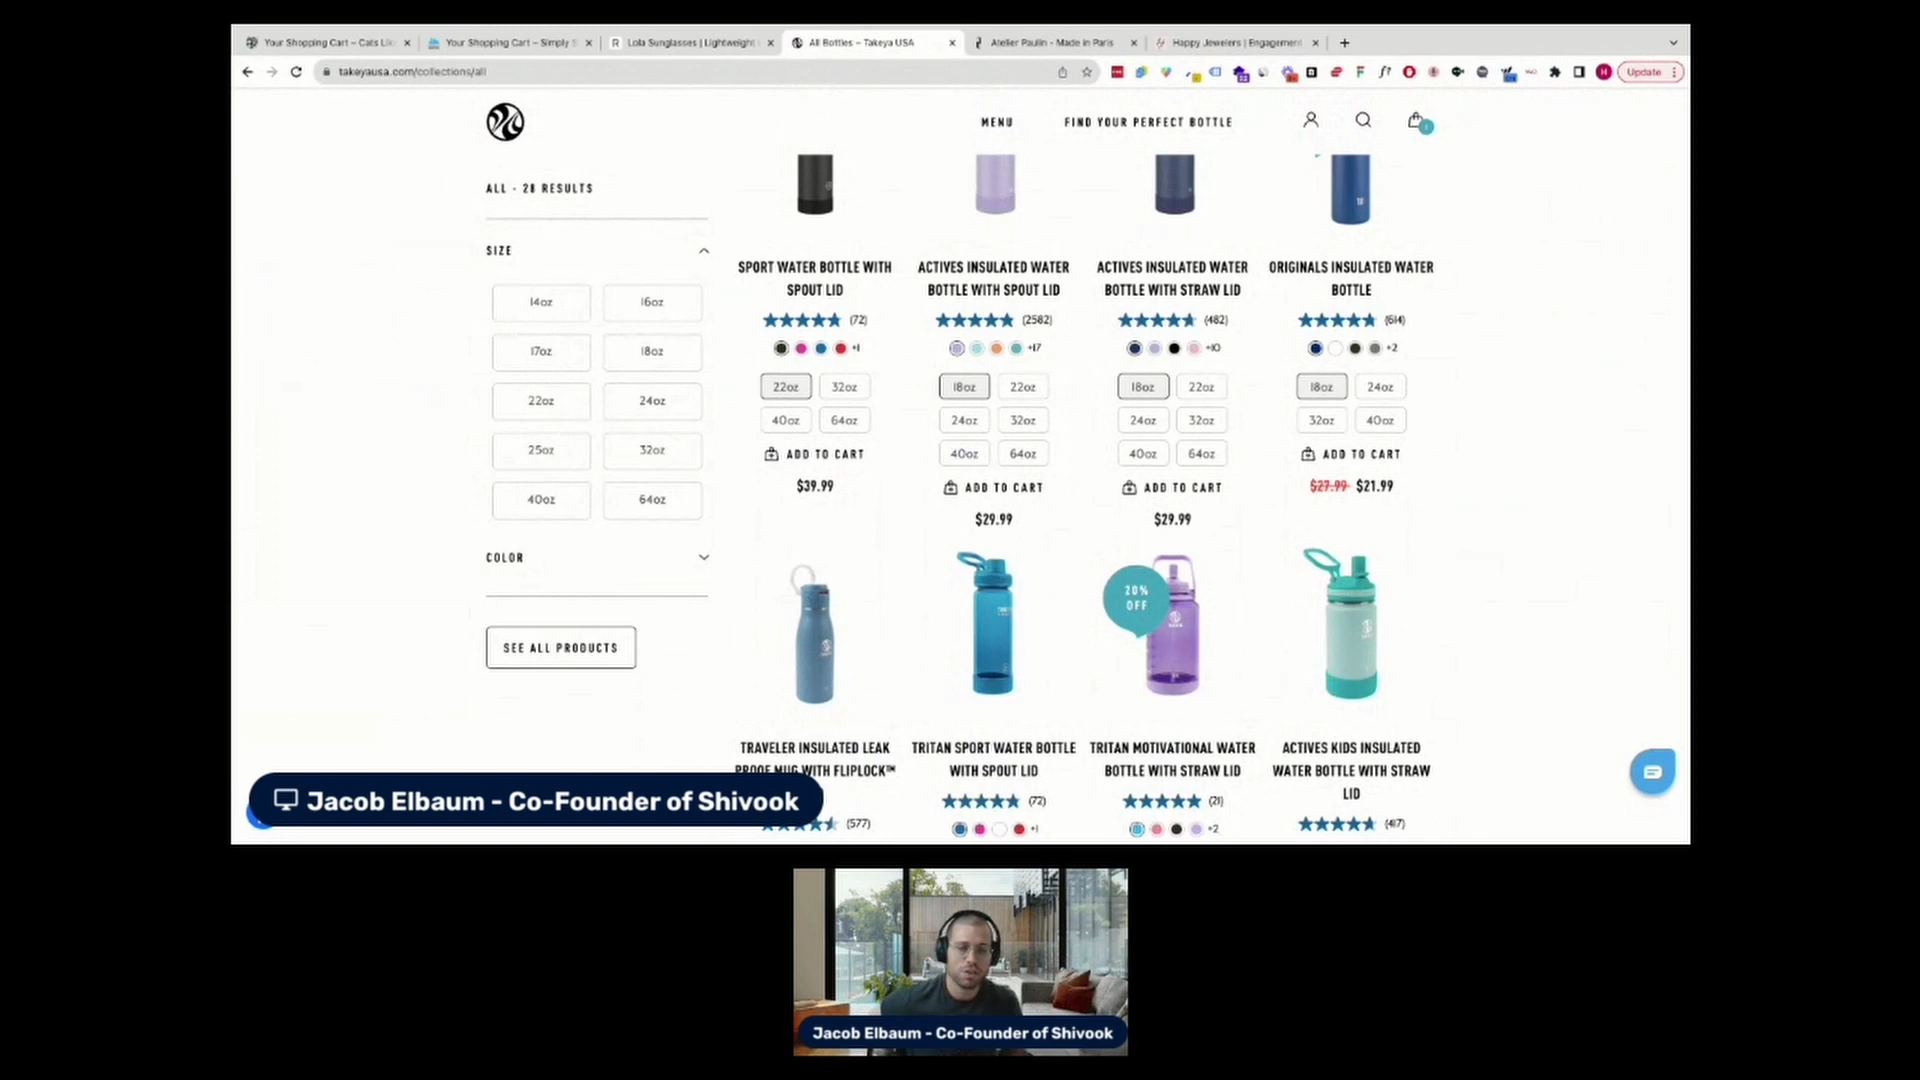 Your Shopping Cart – Cats Li
Your Shopping Cart – Simply S
Lola Sunglasses | Lightweight
All Bottles – Takeya USA
Atelier Paulin - Made in Paris
Happy Jewelers | Engagement
takeyausa.com/collections/all
Update
MENU
FIND YOUR PERFECT BOTTLE
ALL - 28 RESULTS
SIZE
14oz
16oz
17oz
18oz
22oz
24oz
25oz
32oz
40oz
64oz
COLOR
SEE ALL PRODUCTS
SPORT WATER BOTTLE WITH
SPOUT LID
(72)
+1
22oz
32oz
40oz
64oz
ADD TO CART
$39.99
ACTIVES INSULATED WATER
BOTTLE WITH SPOUT LID
(2582)
+17
18oz
22oz
24oz
32oz
40oz
64oz
ADD TO CART
$29.99
ACTIVES INSULATED WATER
BOTTLE WITH STRAW LID
(482)
+10
18oz
22oz
24oz
32oz
40oz
64oz
ADD TO CART
$29.99
ORIGINALS INSULATED WATER
BOTTLE
(614)
+2
18oz
24oz
32oz
40oz
ADD TO CART
$27.99 $21.99
TRAVELER INSULATED LEAK
PROOF MUG WITH FLIPLOCK™
(577)
TRITAN SPORT WATER BOTTLE
WITH SPOUT LID
(72)
+1
20%
OFF
TRITAN MOTIVATIONAL WATER
BOTTLE WITH STRAW LID
(21)
+2
ACTIVES KIDS INSULATED
WATER BOTTLE WITH STRAW
LID
(417)
Jacob Elbaum - Co-Founder of Shivook
Jacob Elbaum - Co-Founder of Shivook